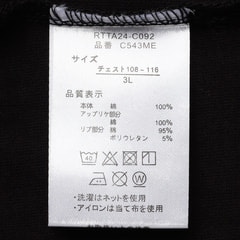 RTTA24-C092
品番 C543ME
サイズ
チェスト108－116
3L
品質表示
本体 綿 100%
アップリケ部分
綿 100%
リブ部分 綿 95%
ポリウレタン 5%
40
・洗濯はネットを使用
・アイロンは当て布を使用